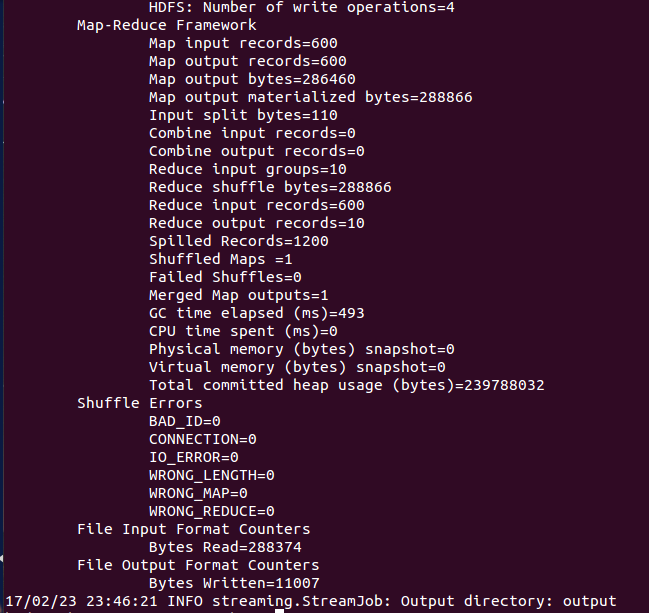 HDFS: Number of write operations=4
Map-Reduce Framework
Map input records=600
Map output records=600
Map output bytes=286460
Map output materialized bytes=288866
Input split bytes=110
Combine input records=0
Combine output records=0
Reduce input groups=10
Reduce shuffle bytes=288866
Reduce input records=600
Reduce output records=10
Spilled Records=1200
Shuffled Maps =1
Failed Shuffles=0
Merged Map outputs=1
GC time elapsed (ms)=493
CPU time spent (ms)=0
Physical memory (bytes) snapshot=0
Virtual memory (bytes) snapshot=0
Total committed heap usage (bytes)=239788032
Shuffle Errors
BAD_ID=0
CONNECTION=0
IO_ERROR=0
WRONG_LENGTH=0
WRONG_MAP=0
WRONG_REDUCE=0
File Input Format Counters
Bytes Read=288374
File Output Format Counters
Bytes Written=11007
17/02/23 23:46:21 INFO streaming.StreamJob: Output directory: output